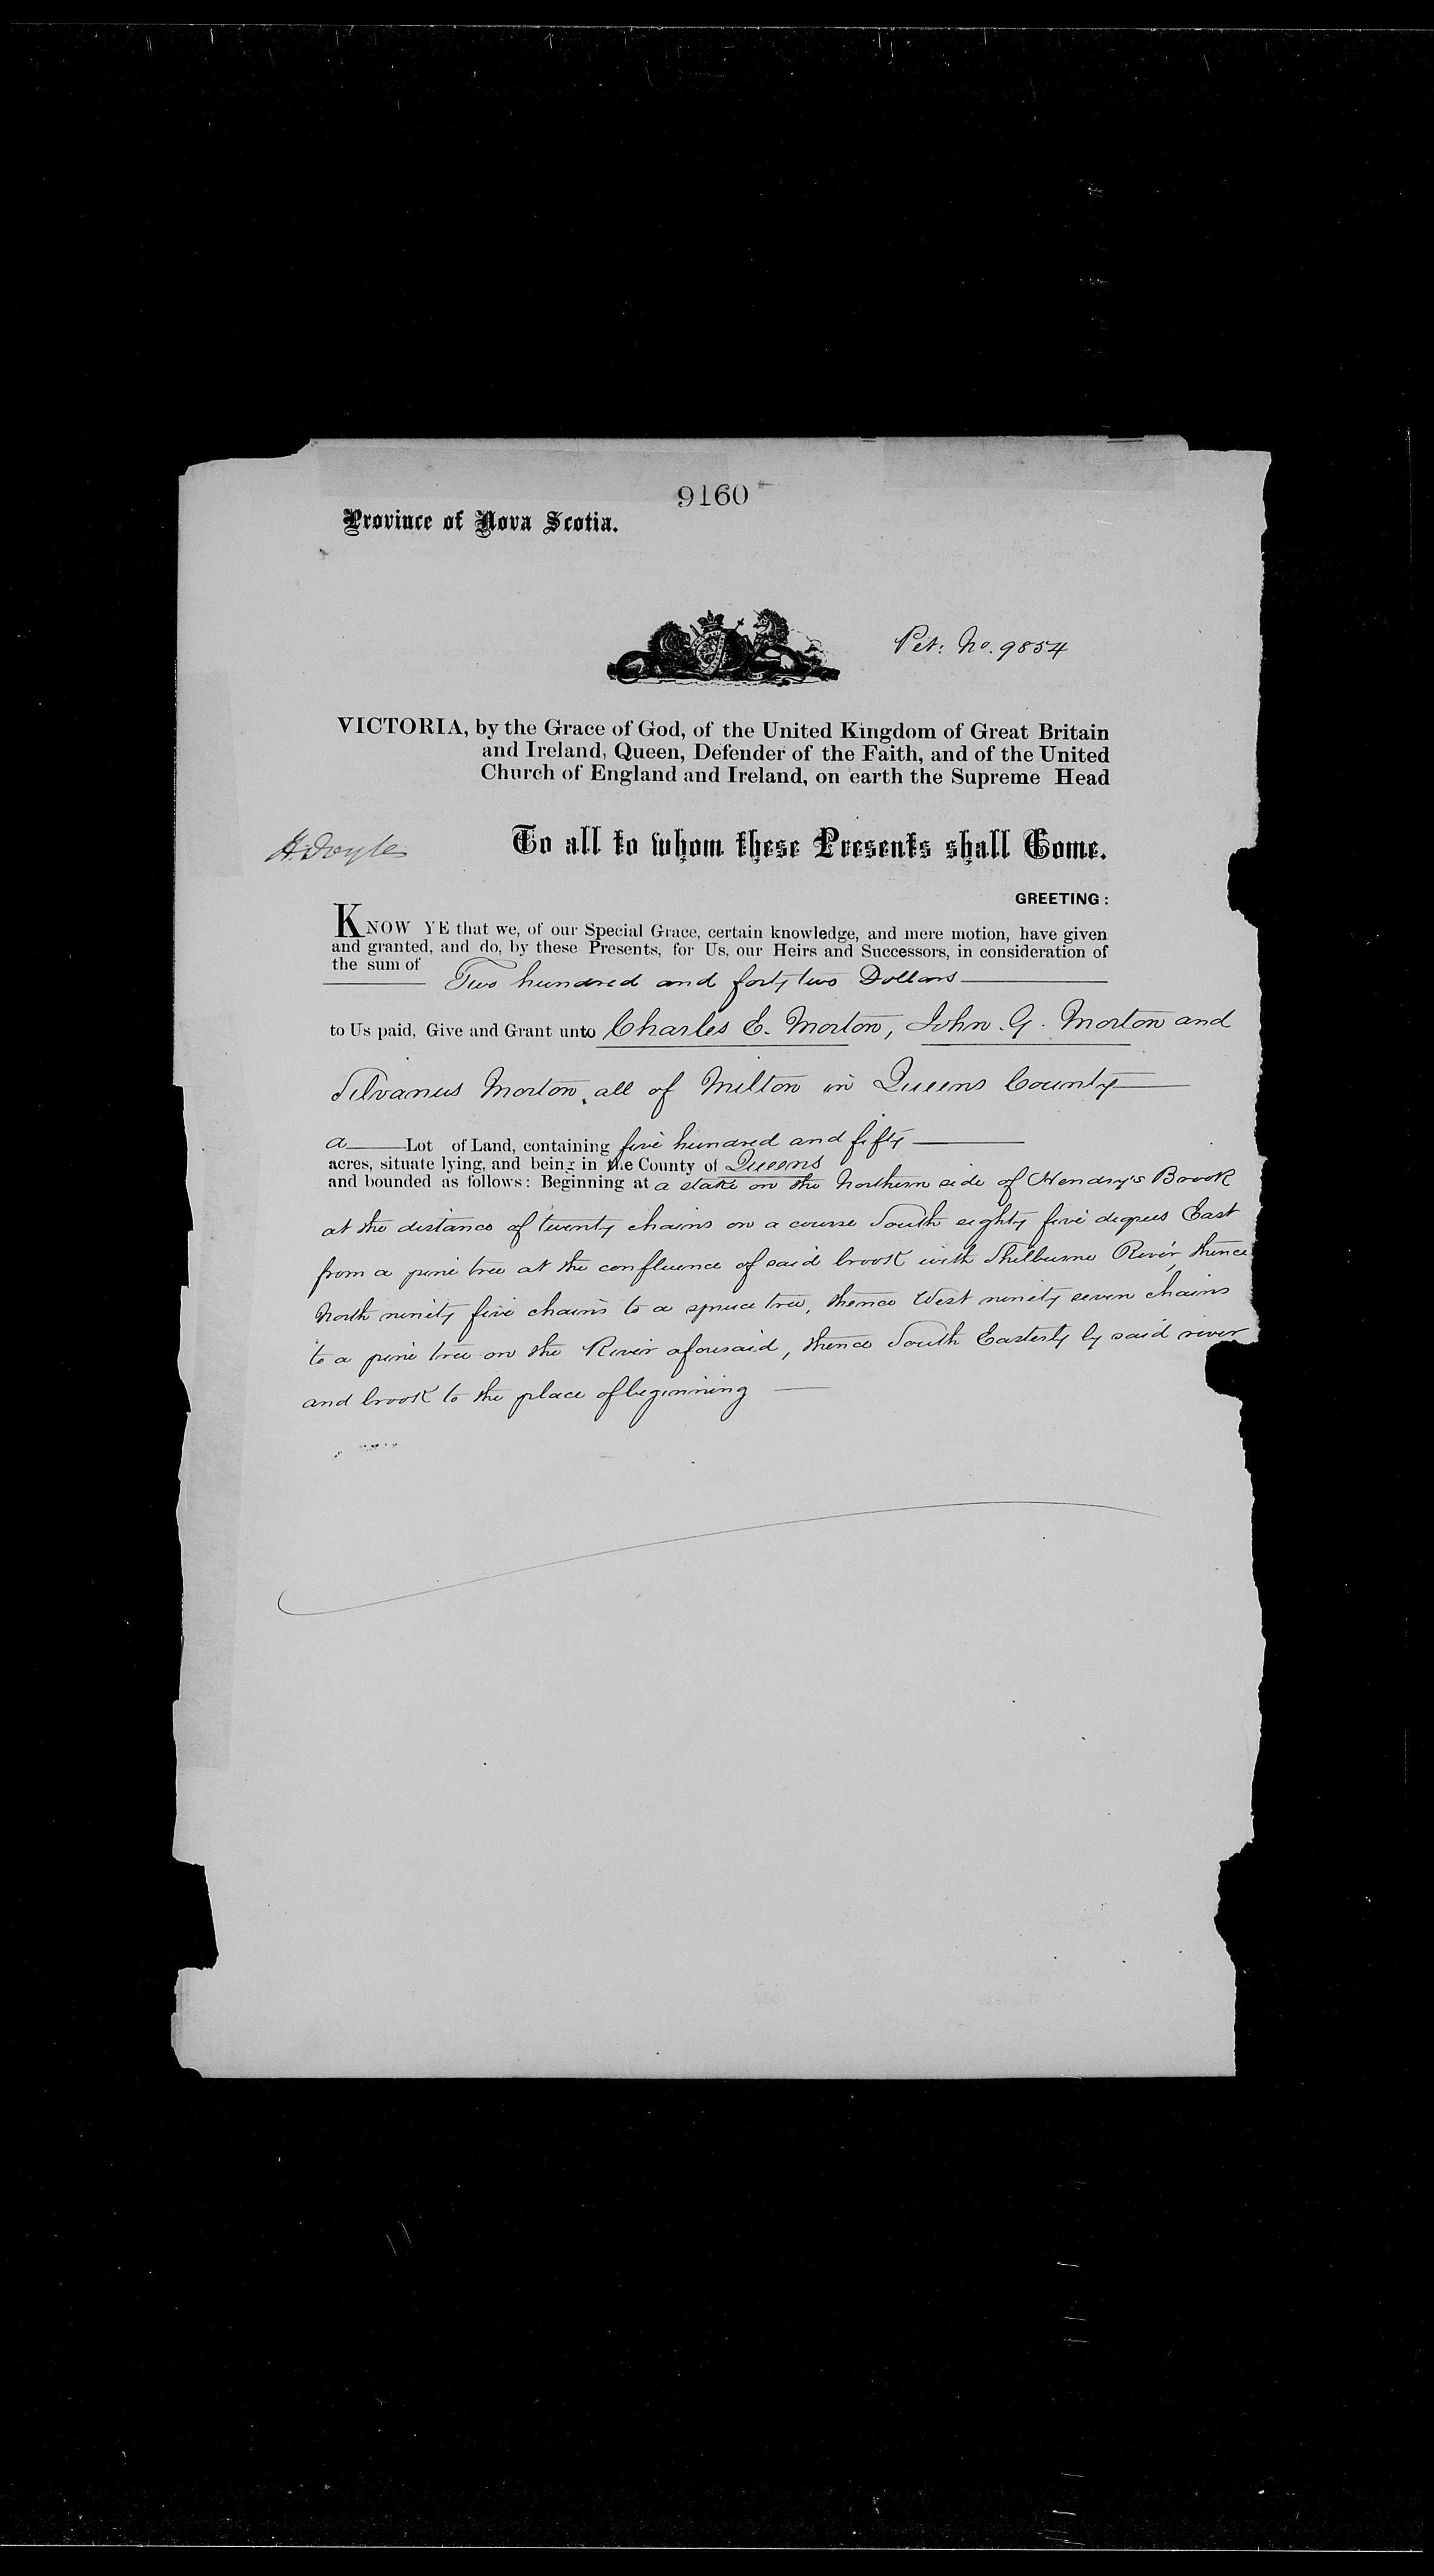 9160
Province of Nova Scotia.
Pet: No. 9854
VICTORIA, by the Grace of God, of the United Kingdom of Great Britain
and Ireland, Queen, Defender of the Faith, and of the United
Church of England and Ireland, on earth the Supreme Head
H. Doyle
To all to whom these Presents shall Come.
GREETING:
KNOW YE that we, of our Special Grace, certain knowledge, and mere motion, have given
and granted, and do, by these Presents, for Us, our Heirs and Successors, in consideration of
the sum of Two hundred and forty two Dollars
to Us paid, Give and Grant unto Charles E. Morton, John. G. Morton and
Silvanus Morton, all of Milton in Queens County
a Lot of Land, containing five hundred and fifty
acres, situate lying, and being in the County of Queens
and bounded as follows: Beginning at a stake on the Northern side of Hendry's Brook
at the distance of twenty chains on a course South eighty five degrees East
from a pine tree at the confluence of said brook with Shelburne River, thence
North ninety five chains to a spruce tree, thence West ninety seven chains
to a pine tree on the River aforesaid, thence South Easterly by said river
and brook to the place of beginning